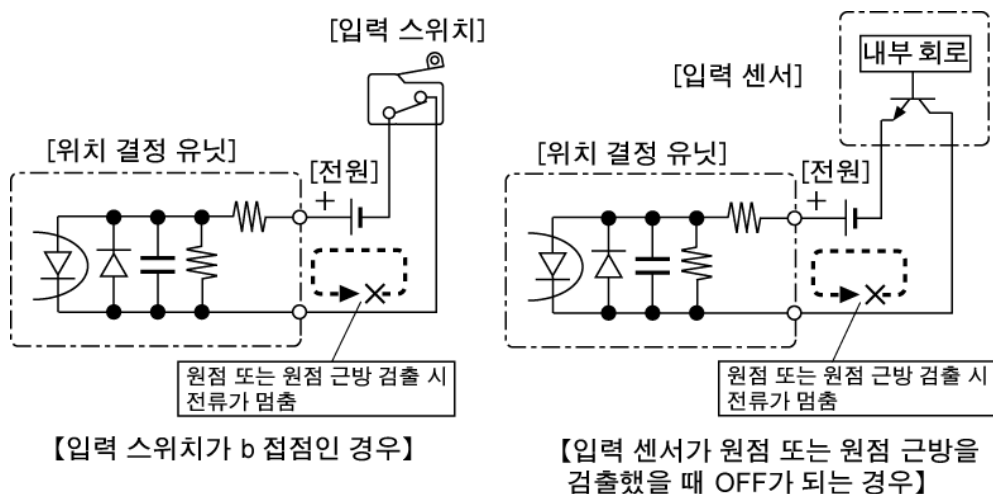 [입력 스위치]
[위치 결정 유닛]
[전원]
+
원점 또는 원점 근방 검출 시
전류가 멈춤
【입력 스위치가 b 접점인 경우】
내부 회로
[입력 센서]
[위치 결정 유닛]
[전원]
+
원점 또는 원점 근방 검출 시
전류가 멈춤
【입력 센서가 원점 또는 원점 근방을
검출했을 때 OFF가 되는 경우】